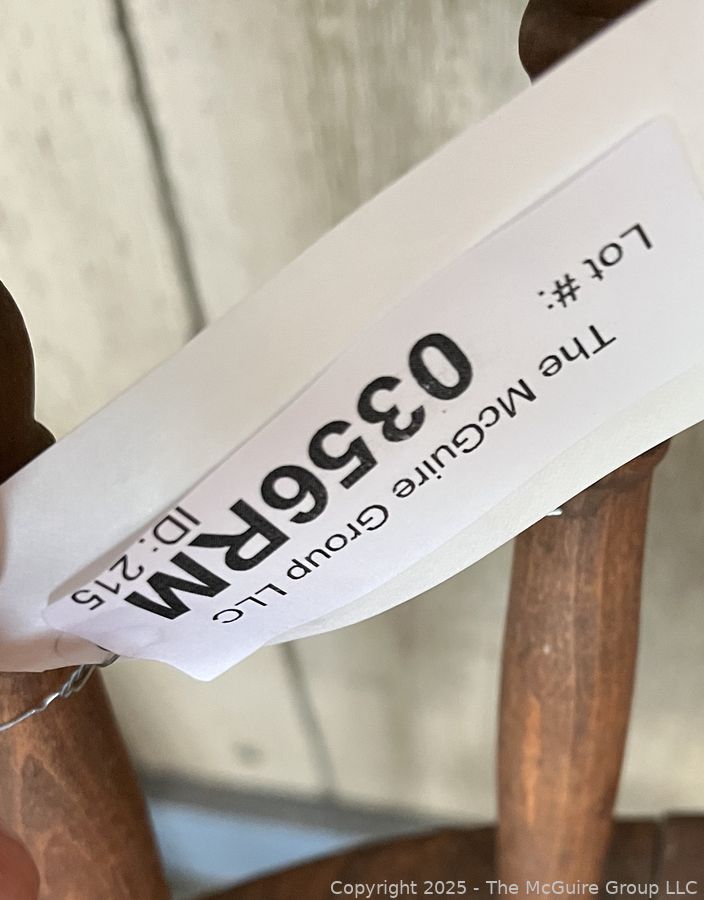 The McGuire Group LLC
Lot #:
0356RM
ID: 215
Copyright 2025 - The McGuire Group LLC